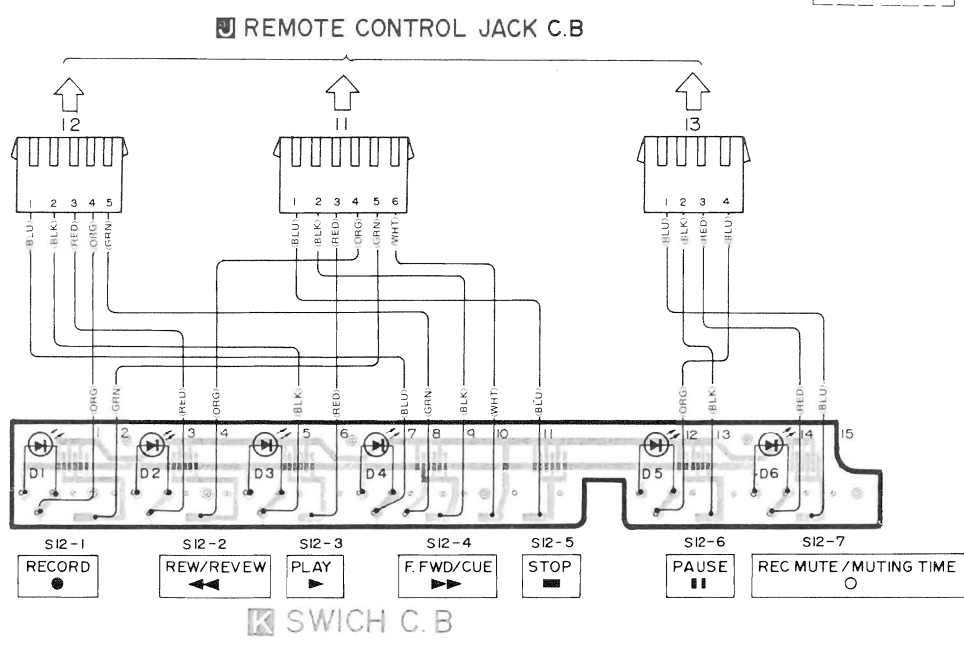 J REMOTE CONTROL JACK C.B
12 11 13
1 2 3 4 5 1 2 3 4 5 6 1 2 3 4
(BLU) (BLK) (RED) (ORG) (GRN) (BLU) (BLK) (RED) (ORG) (GRN) (WHT) (BLU) (BLK) (RED) (BLU)
(ORG) (GRN) (RED) (ORG) (BLK) (RED) (BLU) (GRN) (BLK) (WHT) (BLU) (ORG) (BLK) (RED) (BLU)
1 2 3 4 5 6 7 8 9 10 11 12 13 14 15
D1 D2 D3 D4 D5 D6
S12-1 S12-2 S12-3 S12-4 S12-5 S12-6 S12-7
RECORD REW/REVEW PLAY F.FWD/CUE STOP PAUSE REC MUTE/MUTING TIME
K SWICH C.B